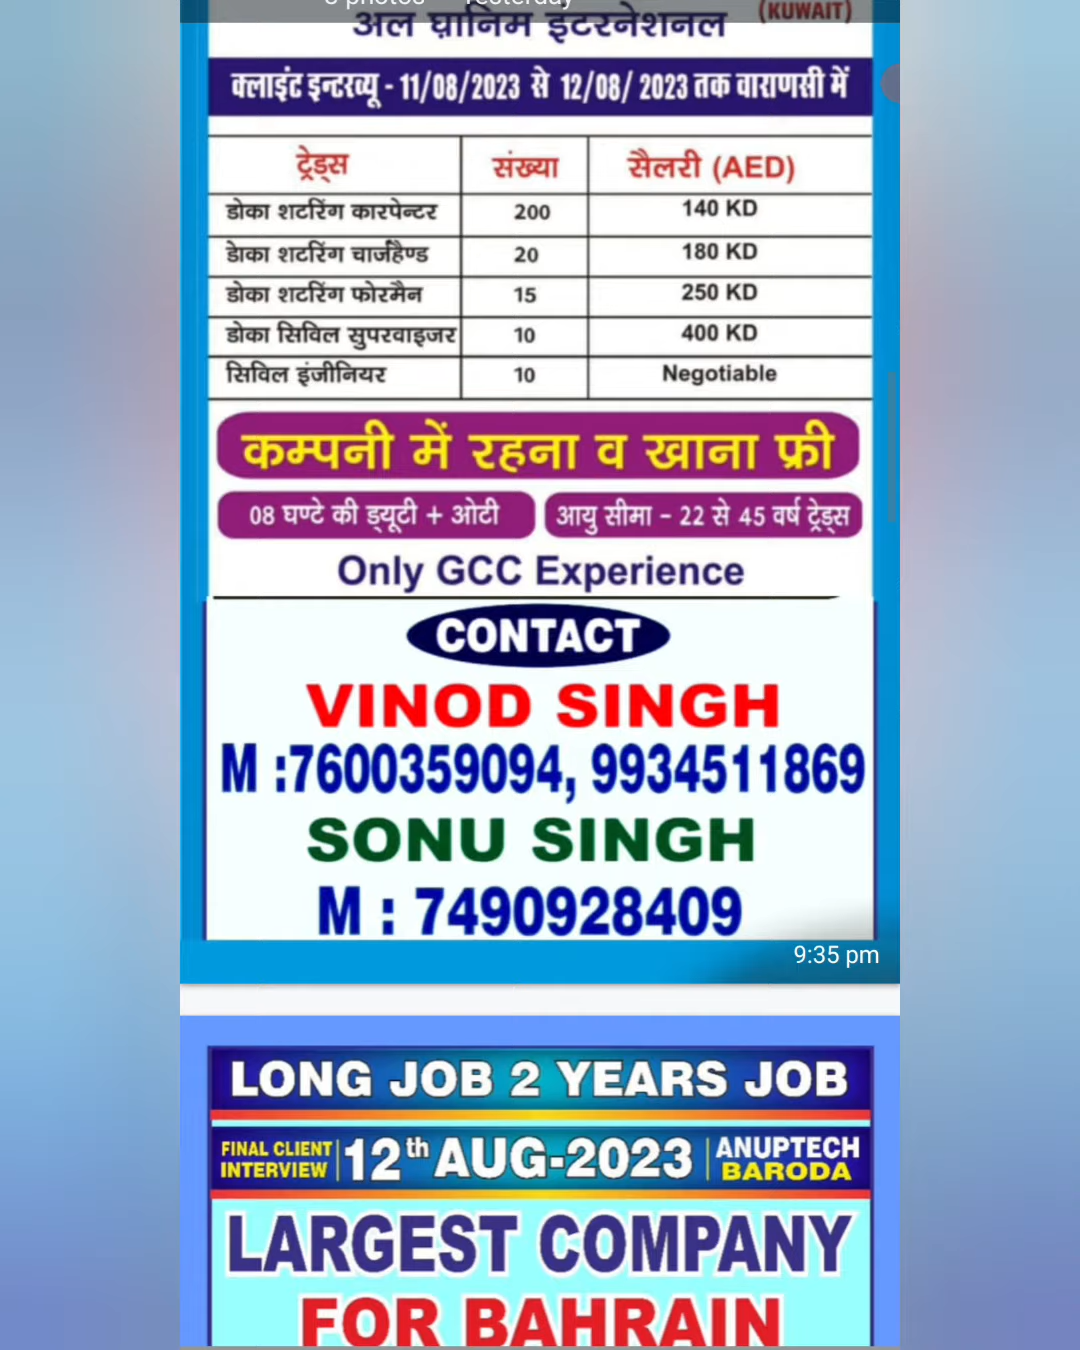 3 photos Yesterday
अल घ़ानिम इंटरनेशनल (KUWAIT)
क्लाइंट इन्टरव्यू - 11/08/2023 से 12/08/ 2023 तक वाराणसी में
ट्रेड्स संख्या सैलरी (AED)
डोका शटरिंग कारपेन्टर 200 140 KD
डोका शटरिंग चार्जहैण्ड 20 180 KD
डोका शटरिंग फोरमैन 15 250 KD
डोका सिविल सुपरवाइजर 10 400 KD
सिविल इंजीनियर 10 Negotiable
कम्पनी में रहना व खाना फ्री
08 घण्टे की ड्यूटी + ओटी आयु सीमा - 22 से 45 वर्ष ट्रेड्स
Only GCC Experience
CONTACT
VINOD SINGH
M :7600359094, 9934511869
SONU SINGH
M : 7490928409
9:35 pm
LONG JOB 2 YEARS JOB
FINAL CLIENT INTERVIEW 12th AUG-2023 ANUPTECH BARODA
LARGEST COMPANY
FOR BAHRAIN